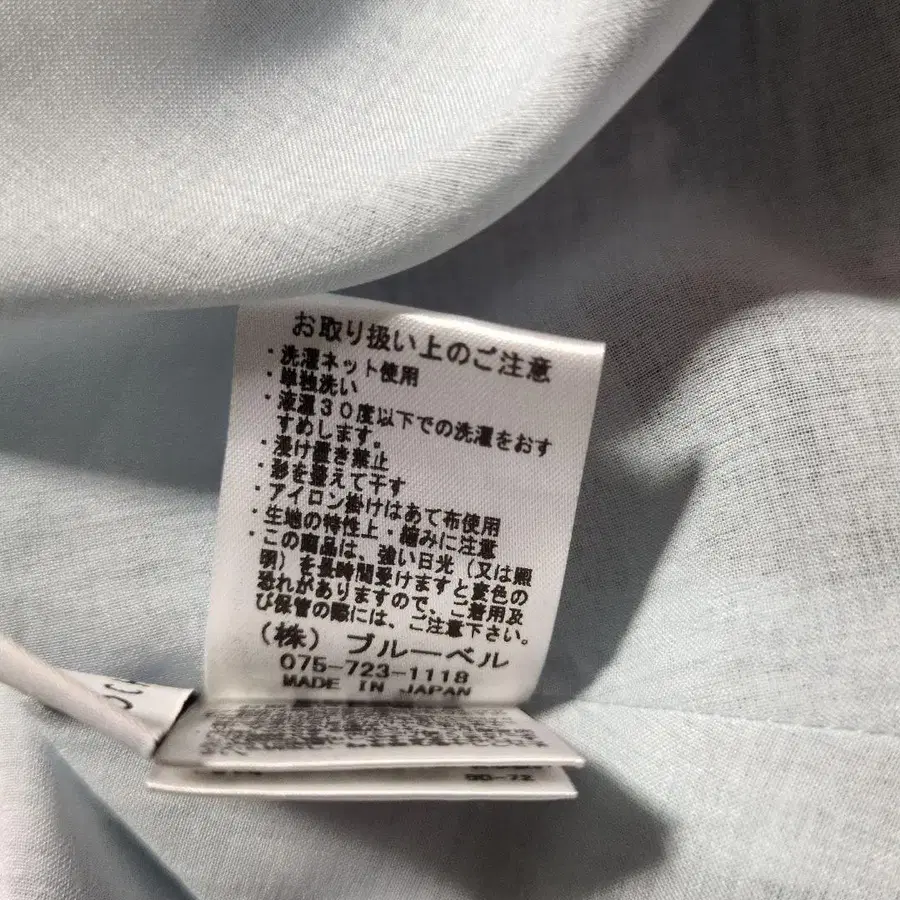 お取り扱い上のご注意
・洗濯ネット使用
・単独洗い
・液温30度以下での洗濯をおす
すめします。
・浸け置き禁止
・形を整えて干す
・アイロン掛けはあて布使用
・生地の特性上・縮みに注意
・この商品は、強い日光(又は照
明)を長時間受けますと変色の
恐れがありますので、ご着用及
び保管の際には、ご注意下さい。
(株) ブルーベル
075-723-1118
MADE IN JAPAN
90-72